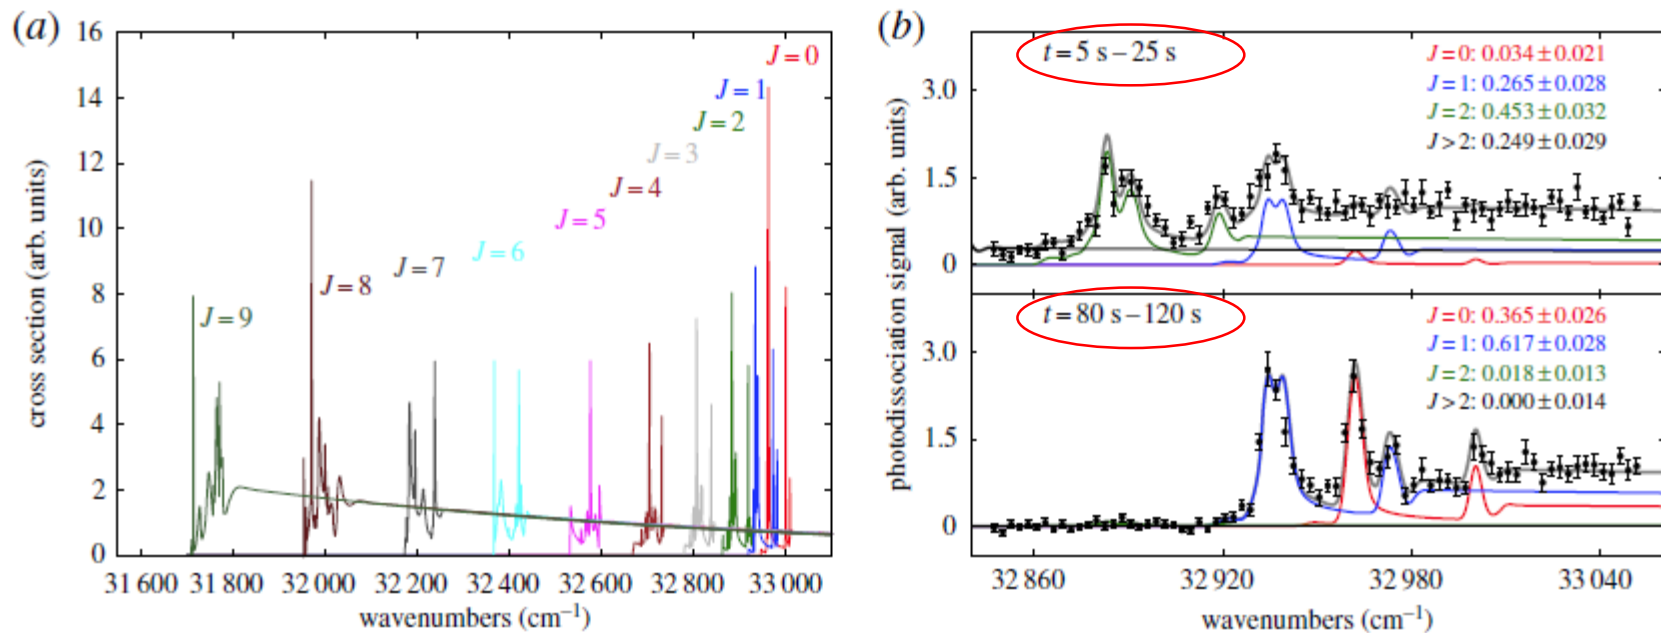 (a)
16
14
12
10
8
6
4
2
0
cross section (arb. units)
J=0
J=1
J=2
J=3
J=4
J=5
J=6
J=7
J=8
J=9
31 600 31 800 32 000 32 200 32 400 32 600 32 800 33 000
wavenumbers (cm⁻¹)
(b)
t=5 s–25 s
J=0: 0.034±0.021
J=1: 0.265±0.028
J=2: 0.453±0.032
J>2: 0.249±0.029
3.0
1.5
0
t=80 s–120 s
J=0: 0.365±0.026
J=1: 0.617±0.028
J=2: 0.018±0.013
J>2: 0.000±0.014
3.0
1.5
0
photodissociation signal (arb. units)
32 860 32 920 32 980 33 040
wavenumbers (cm⁻¹)